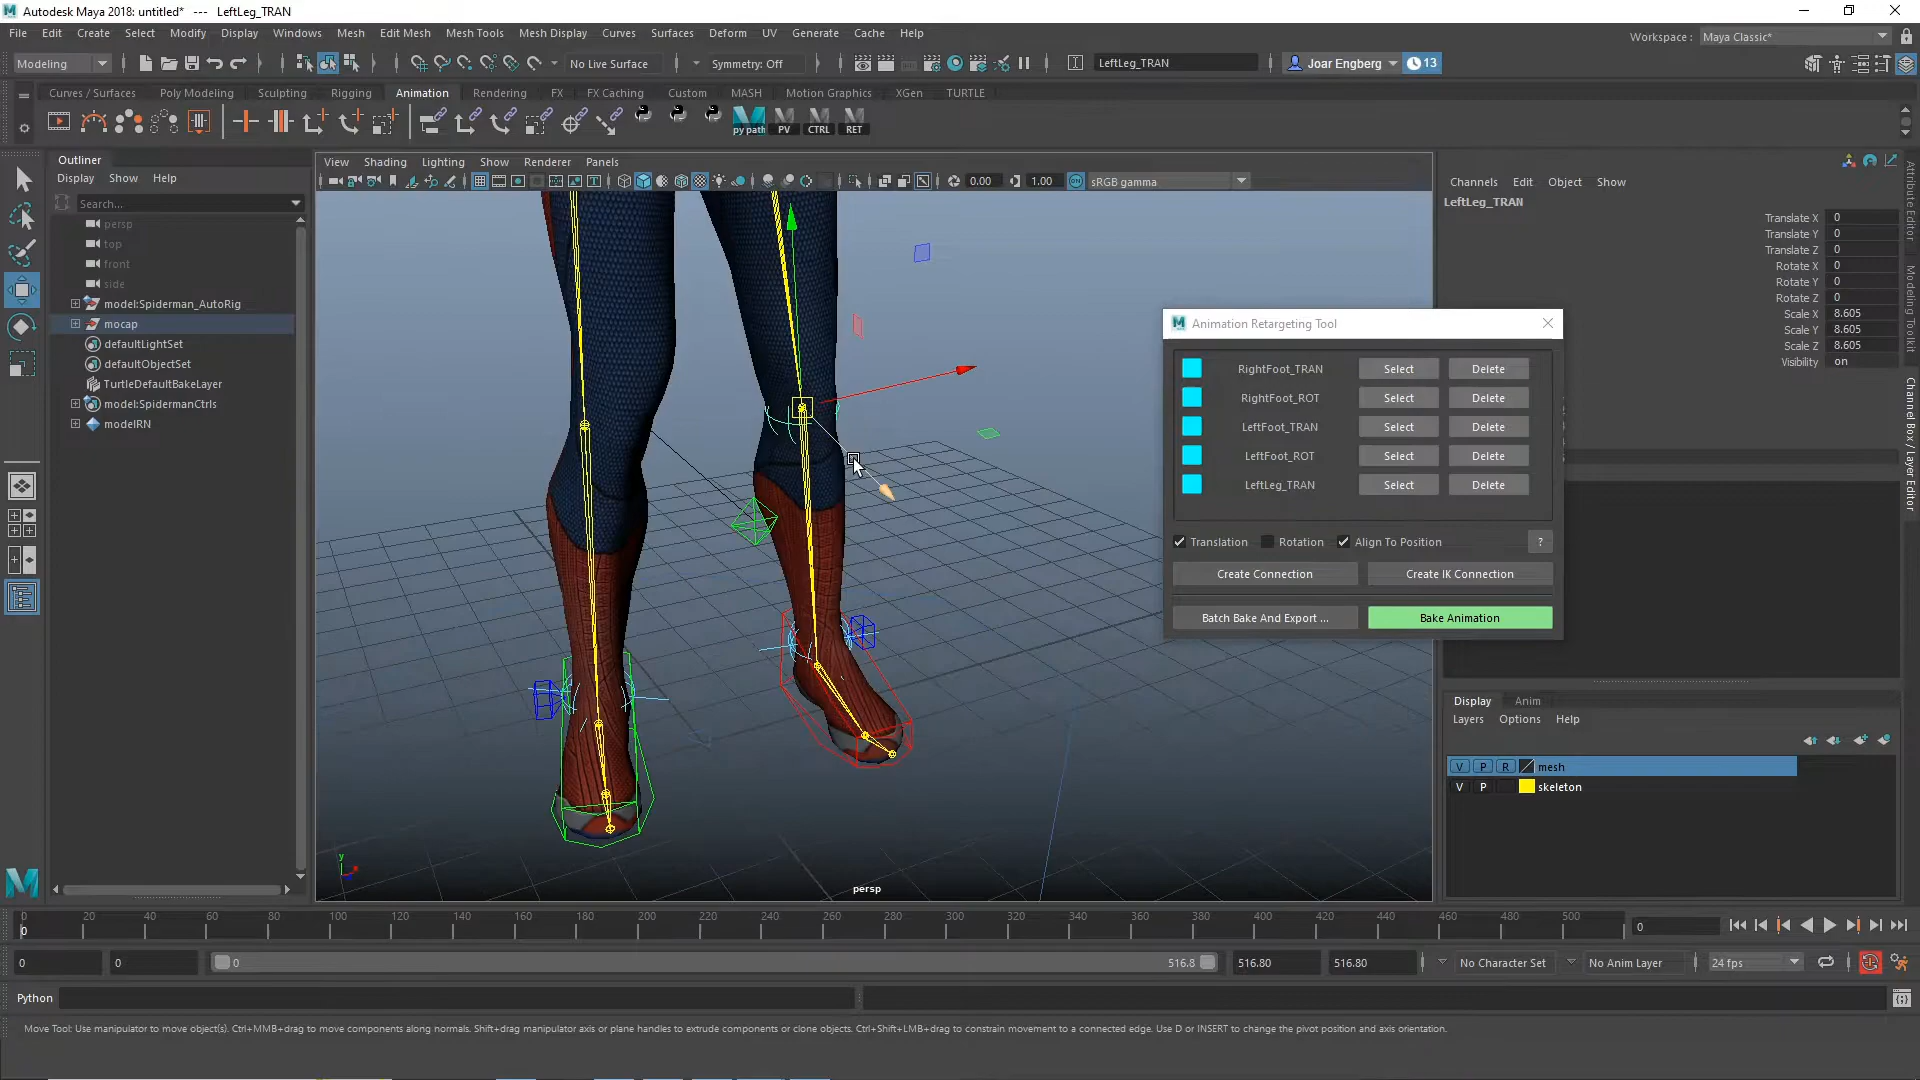 Autodesk Maya 2018: untitled* --- LeftLeg_TRAN
File Edit Create Select Modify Display Windows Mesh Edit Mesh Mesh Tools Mesh Display Curves Surfaces Deform UV Generate Cache Help
Workspace : Maya Classic*
Modeling No Live Surface Symmetry: Off LeftLeg_TRAN Joar Engberg 13
Curves / Surfaces Poly Modeling Sculpting Rigging Animation Rendering FX FX Caching Custom MASH Motion Graphics XGen TURTLE
py path PV CTRL RET
Outliner
Display Show Help
Search...
persp
top
front
side
model:Spiderman_AutoRig
mocap
defaultLightSet
defaultObjectSet
TurtleDefaultBakeLayer
model:SpidermanCtrls
modelRN
View Shading Lighting Show Renderer Panels
0.00 1.00 sRGB gamma
persp
y
Animation Retargeting Tool
RightFoot_TRAN Select Delete
RightFoot_ROT Select Delete
LeftFoot_TRAN Select Delete
LeftFoot_ROT Select Delete
LeftLeg_TRAN Select Delete
Translation Rotation Align To Position ?
Create Connection Create IK Connection
Batch Bake And Export ... Bake Animation
Channels Edit Object Show
LeftLeg_TRAN
Translate X 0
Translate Y 0
Translate Z 0
Rotate X 0
Rotate Y 0
Rotate Z 0
Scale X 8.605
Scale Y 8.605
Scale Z 8.605
Visibility on
Attribute Editor
Modeling Toolkit
Channel Box / Layer Editor
Display Anim
Layers Options Help
V P R mesh
V P skeleton
0 20 40 60 80 100 120 140 160 180 200 220 240 260 280 300 320 340 360 380 400 420 440 460 480 500
0 0
0 0 0 516.8 516.80 516.80 No Character Set No Anim Layer 24 fps
Python
Move Tool: Use manipulator to move object(s). Ctrl+MMB+drag to move components along normals. Shift+drag manipulator axis or plane handles to extrude components or clone objects. Ctrl+Shift+LMB+drag to constrain movement to a connected edge. Use D or INSERT to change the pivot position and axis orientation.